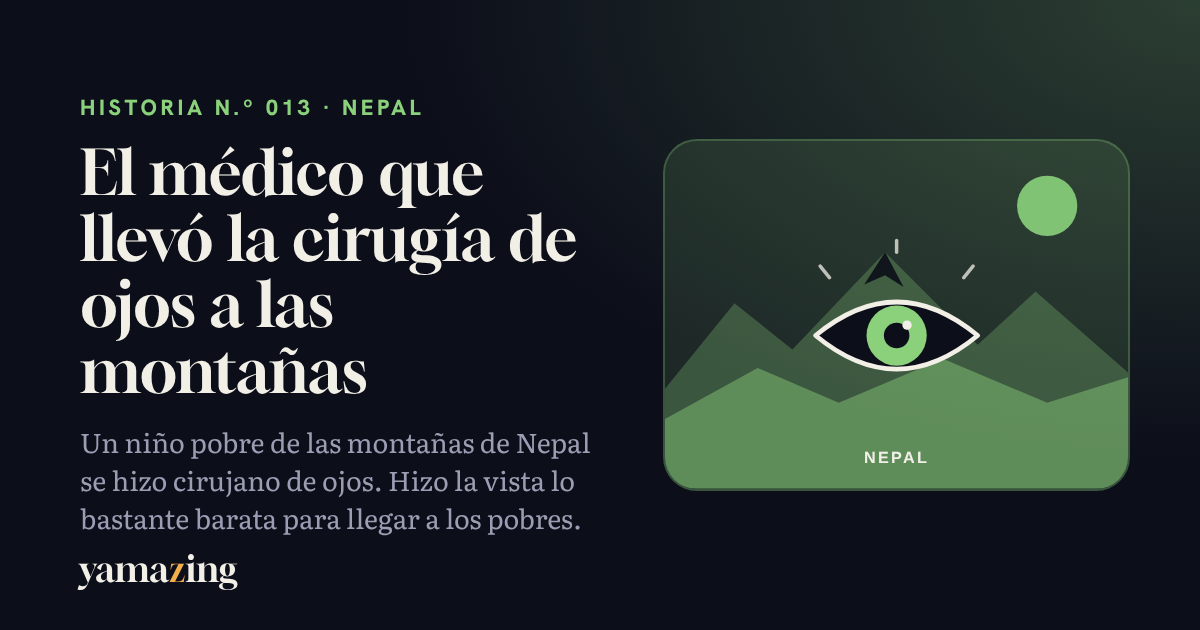 HISTORIA N.º 013 · NEPAL
El médico que
llevó la cirugía de
ojos a las
montañas
Un niño pobre de las montañas de Nepal
se hizo cirujano de ojos. Hizo la vista lo
bastante barata para llegar a los pobres.
yamazing
NEPAL